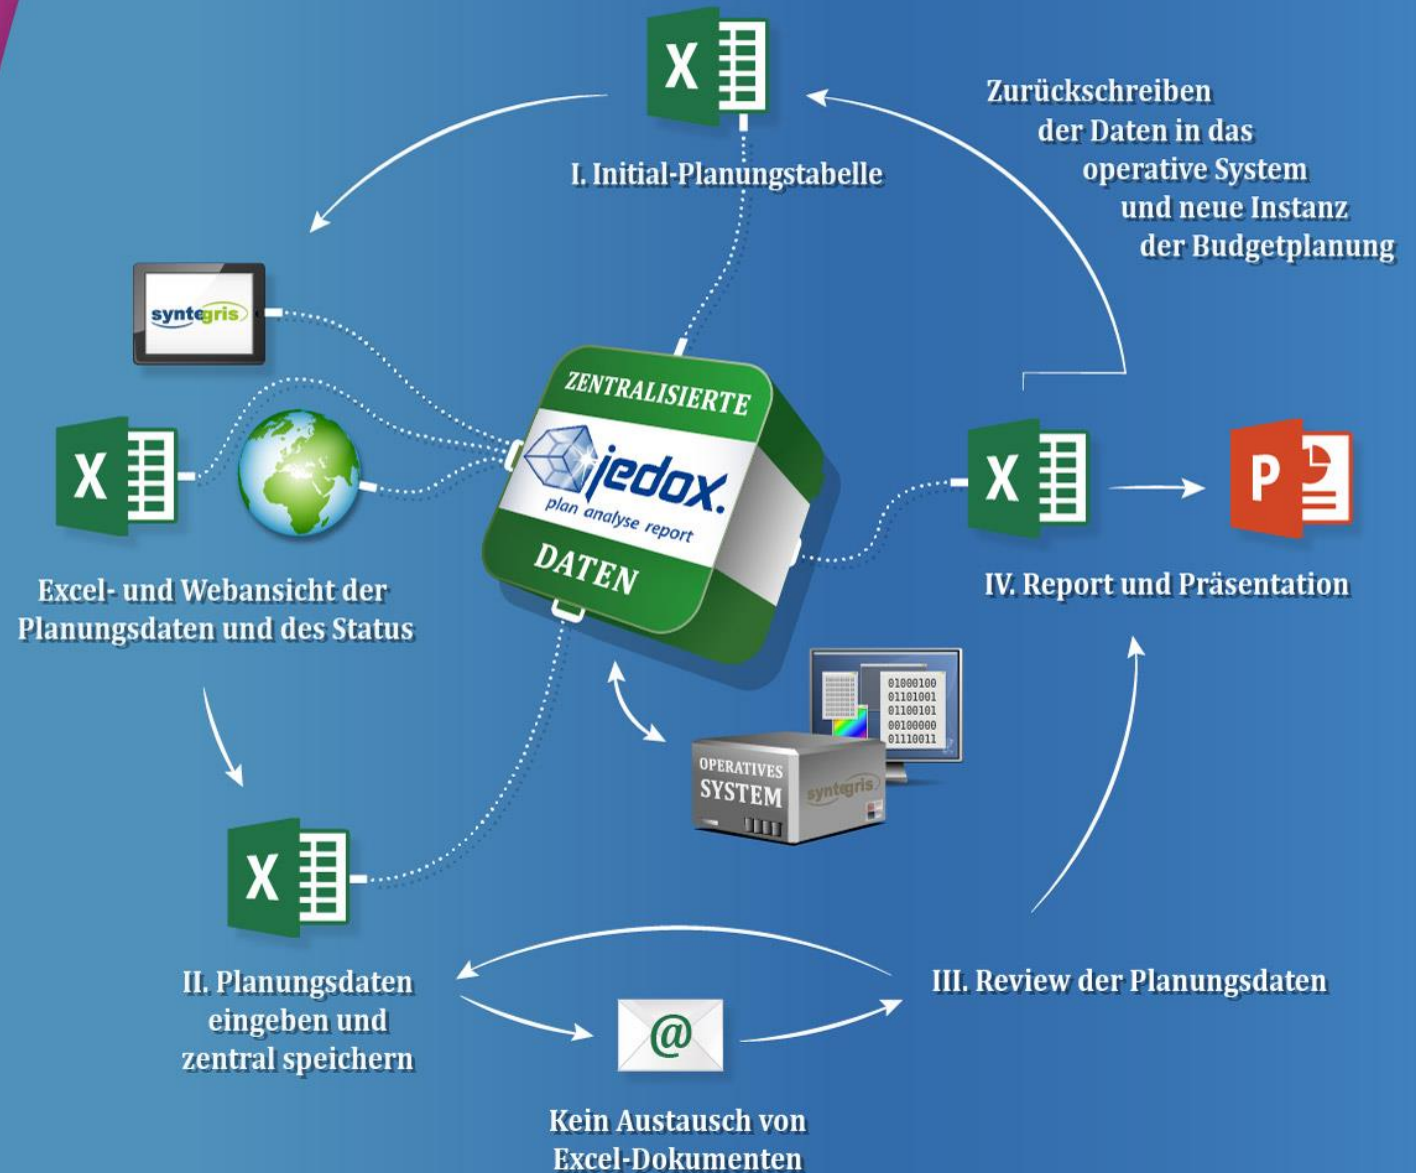 X
I. Initial-Planungstabelle
Zurückschreiben
der Daten in das
operative System
und neue Instanz
der Budgetplanung
syntegris
ZENTRALISIERTE
jedox.
plan analyse report
DATEN
X
Excel- und Webansicht der
Planungsdaten und des Status
X
P
IV. Report und Präsentation
01000100
01101001
01100101
00100000
01110011
OPERATIVES
SYSTEM
syntegris
X
II. Planungsdaten
eingeben und
zentral speichern
@
III. Review der Planungsdaten
Kein Austausch von
Excel-Dokumenten